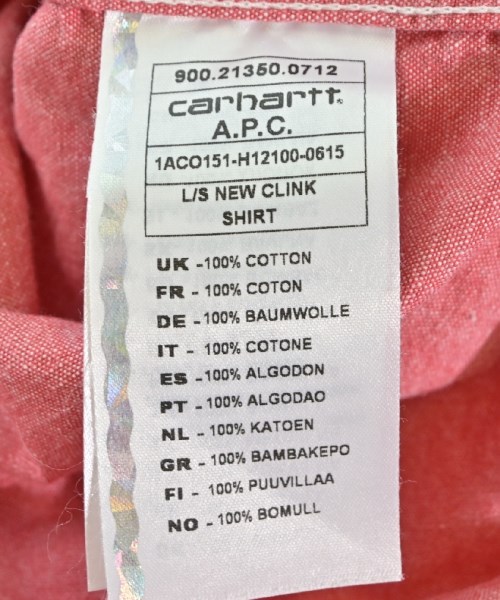 900.21350.0712
carhartt.
A.P.C.
1ACO151-H12100-0615
L/S NEW CLINK
SHIRT
UK -100% COTTON
FR - 100% COTON
DE - 100% BAUMWOLLE
IT - 100% COTONE
ES - 100% ALGODON
PT - 100% ALGODAO
NL - 100% KATOEN
GR - 100% BAMBAKEPO
FI - 100% PUUVILLAA
NO - 100% BOMULL